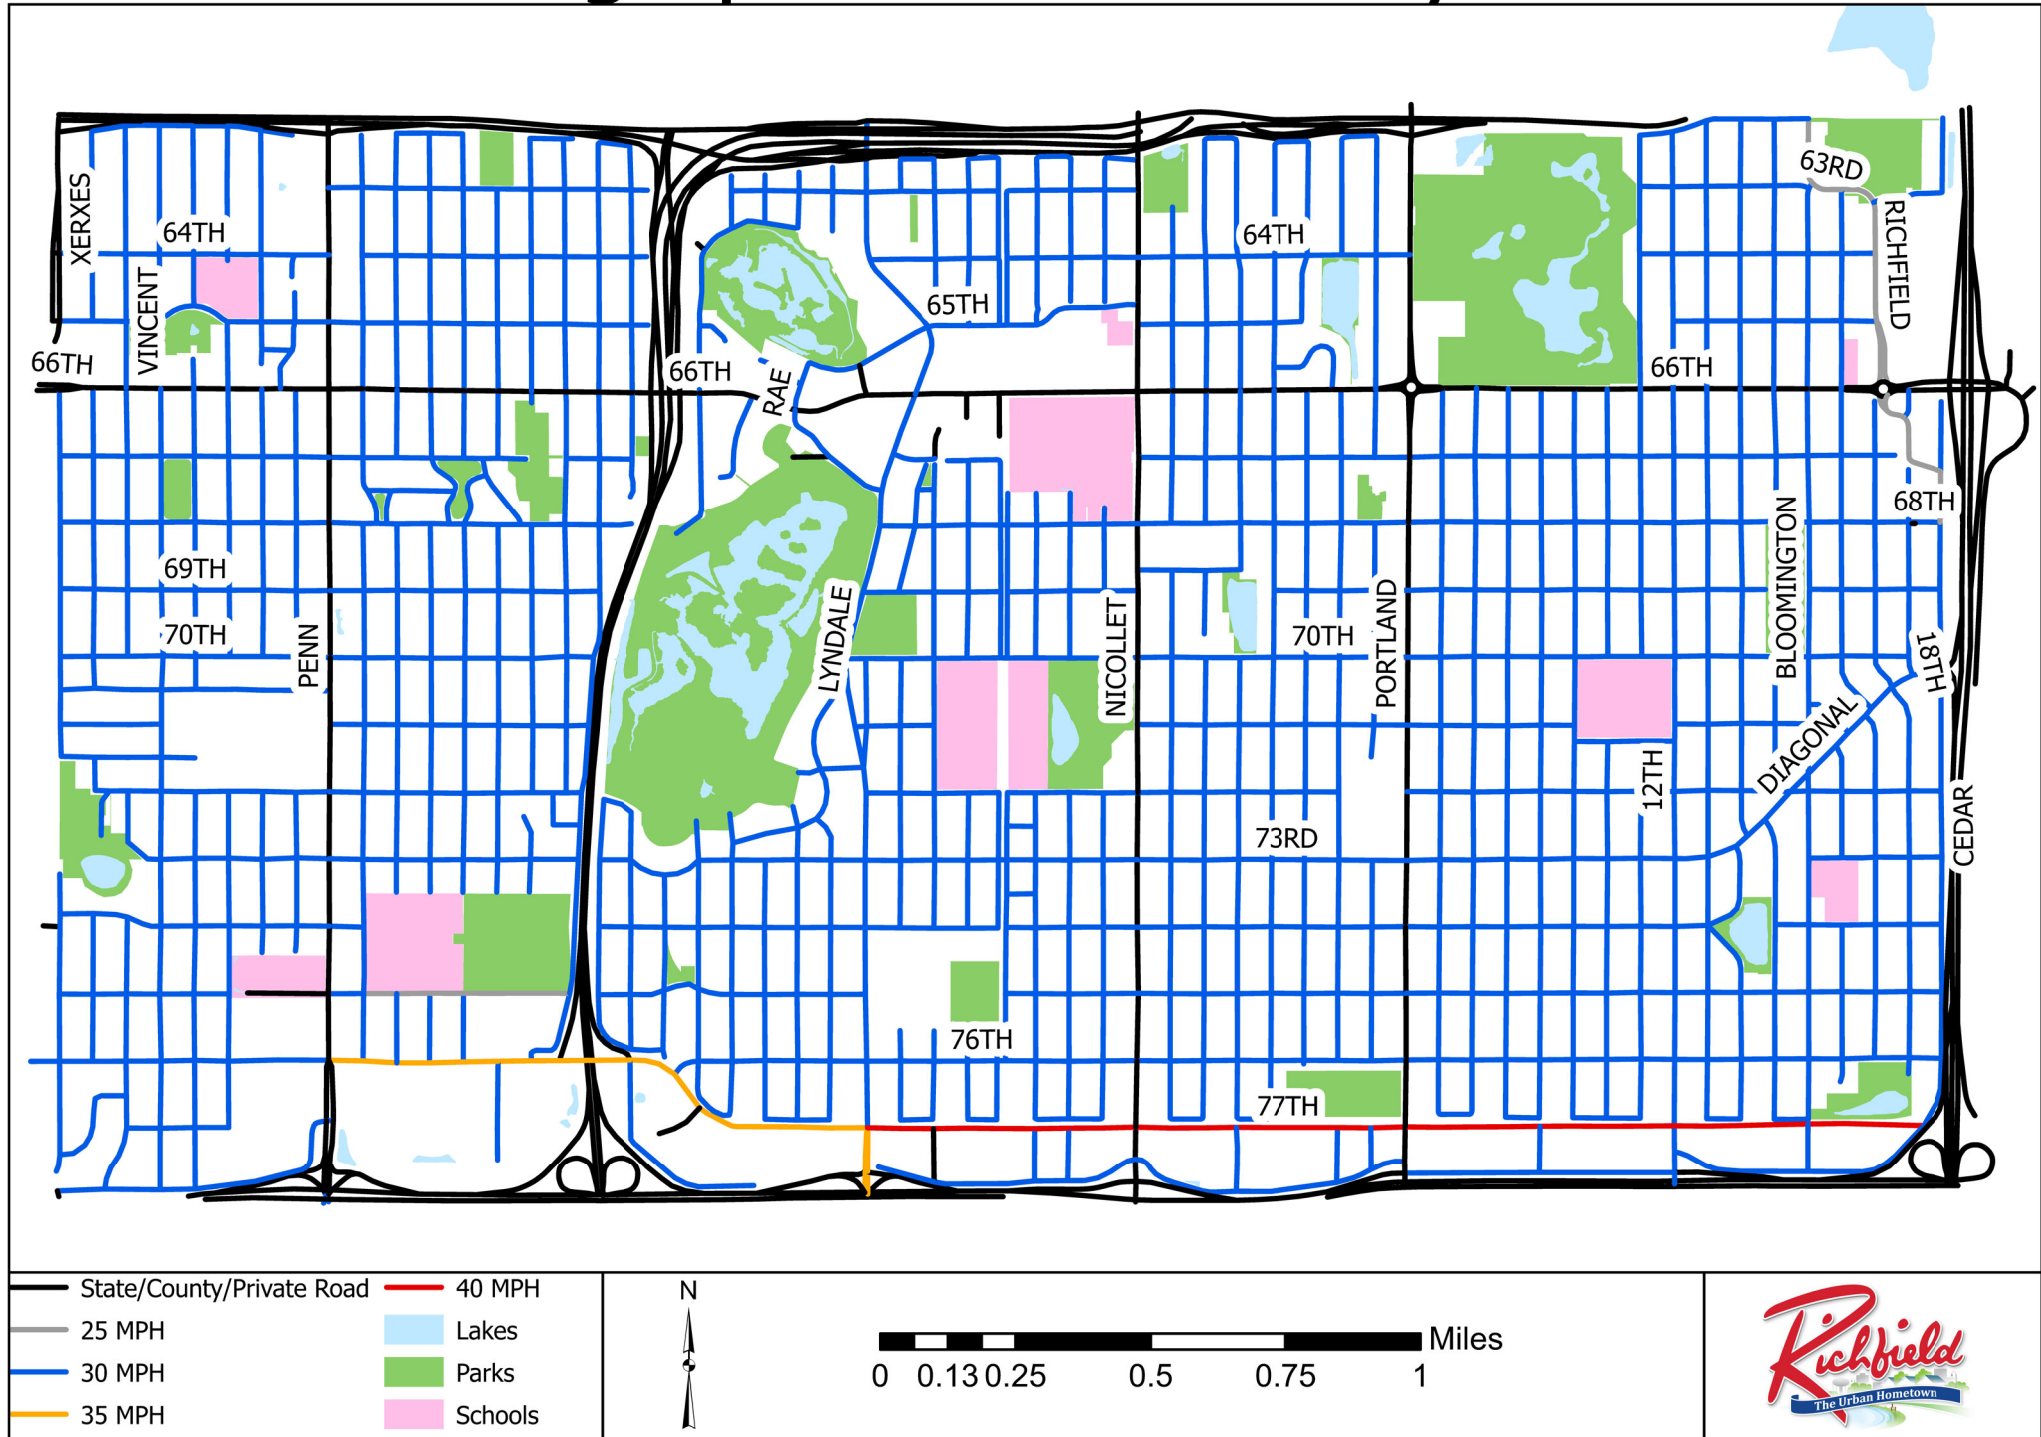 63RD
XERXES
64TH
64TH
RICHFIELD
VINCENT
65TH
66TH
66TH
RAE
66TH
68TH
BLOOMINGTON
69TH
PENN
70TH
LYNDALE
NICOLLET
70TH
PORTLAND
18TH
DIAGONAL
12TH
73RD
CEDAR
76TH
77TH
State/County/Private Road
25 MPH
30 MPH
35 MPH
40 MPH
Lakes
Parks
Schools
N
Miles
0 0.13 0.25 0.5 0.75 1
Richfield
The Urban Hometown